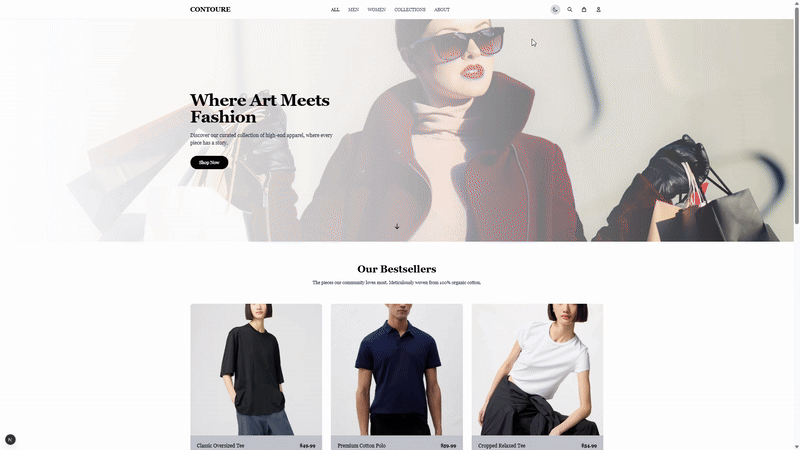 CONTOURE
ALL MEN WOMEN COLLECTIONS ABOUT
Where Art Meets
Fashion
Discover our curated collection of high-end apparel, where every
piece has a story.
Shop Now
Our Bestsellers
The pieces our community loves most. Meticulously woven from 100% organic cotton.
Classic Oversized Tee $49.99
Premium Cotton Polo $59.99
Cropped Relaxed Tee $54.99
N